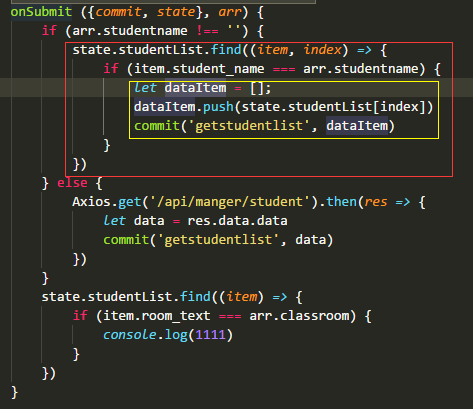 onSubmit ({commit, state}, arr) {
if (arr.studentname !== '') {
state.studentList.find((item, index) => {
if (item.student_name === arr.studentname) {
let dataItem = [];
dataItem.push(state.studentList[index])
commit('getstudentlist', dataItem)
}
})
} else {
Axios.get('/api/manger/student').then(res => {
let data = res.data.data
commit('getstudentlist', data)
})
}
state.studentList.find((item) => {
if (item.room_text === arr.classroom) {
console.log(1111)
}
})
}